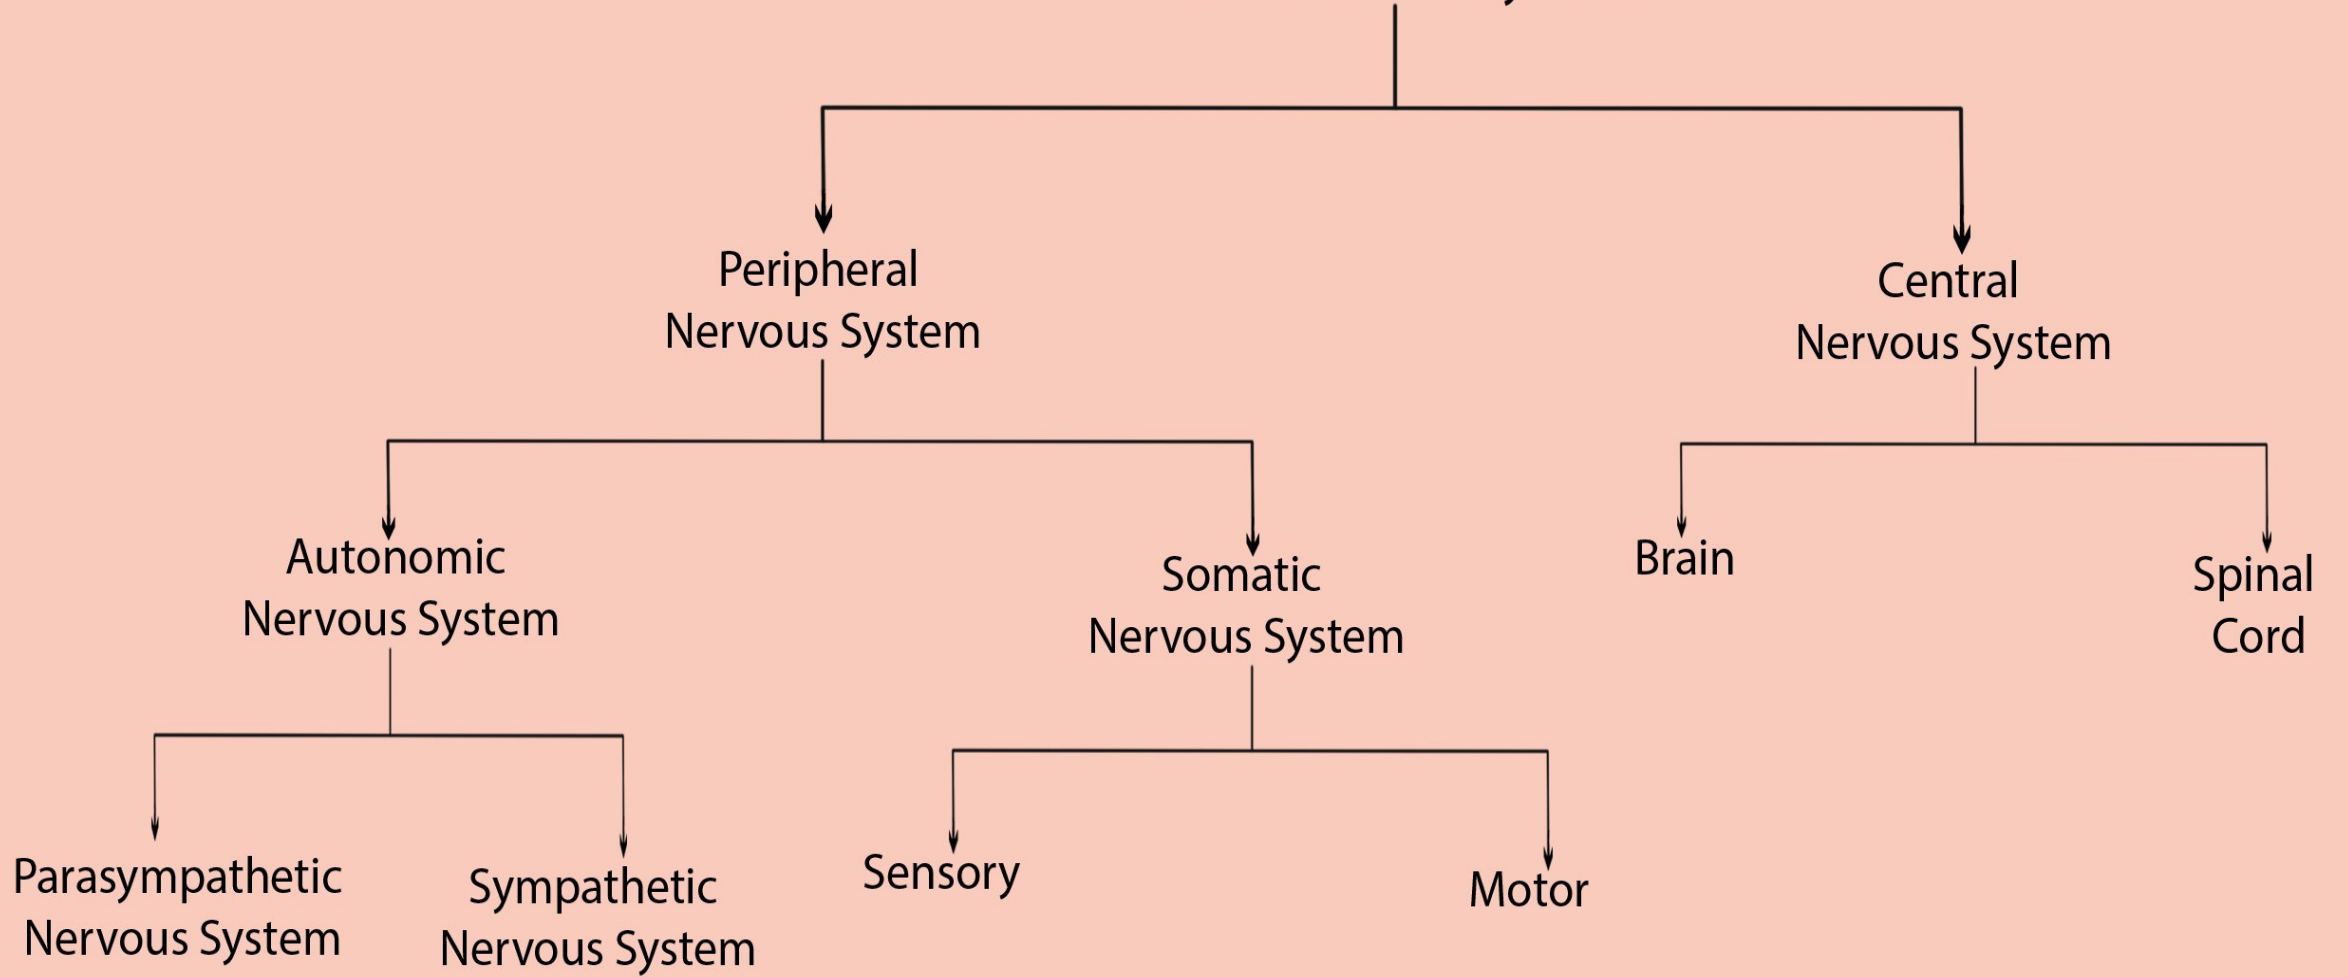 Peripheral
Nervous System
Central
Nervous System
Autonomic
Nervous System
Somatic
Nervous System
Brain
Spinal
Cord
Parasympathetic
Nervous System
Sympathetic
Nervous System
Sensory
Motor